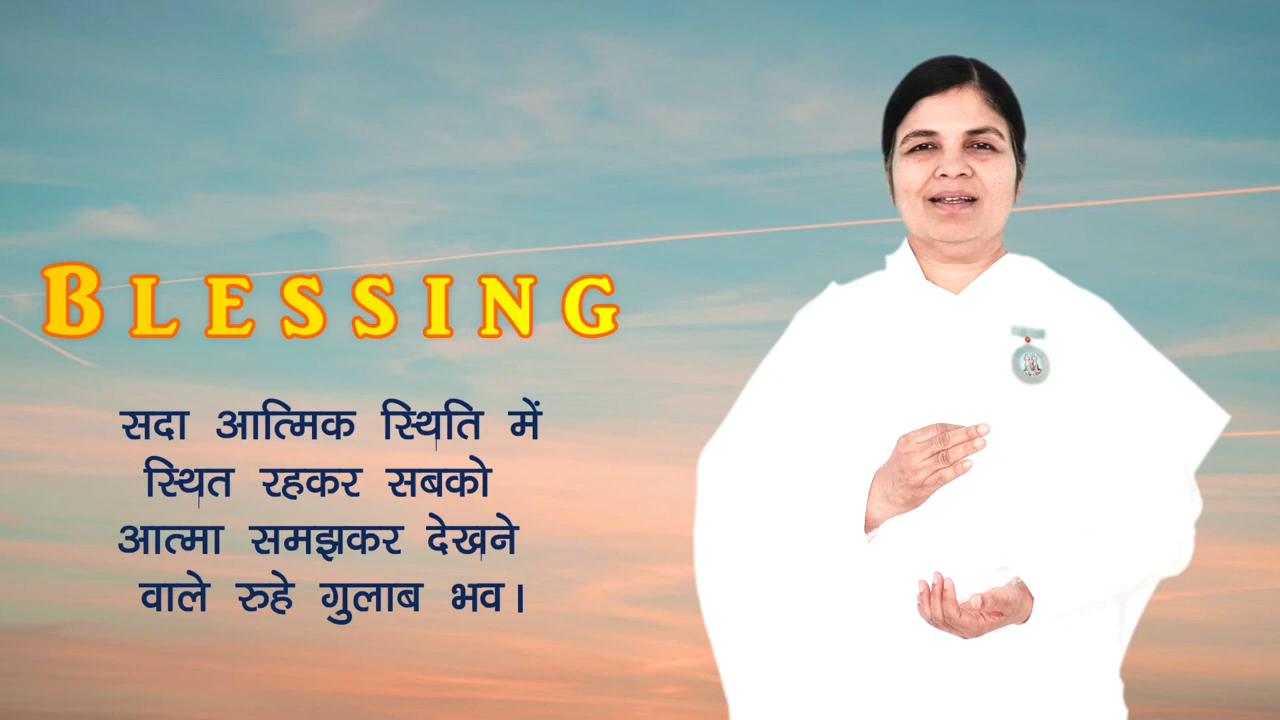 BLESSING
सदा आत्मिक स्थिति में
स्थित रहकर सबको
आत्मा समझकर देखने
वाले रुहे गुलाब भव।